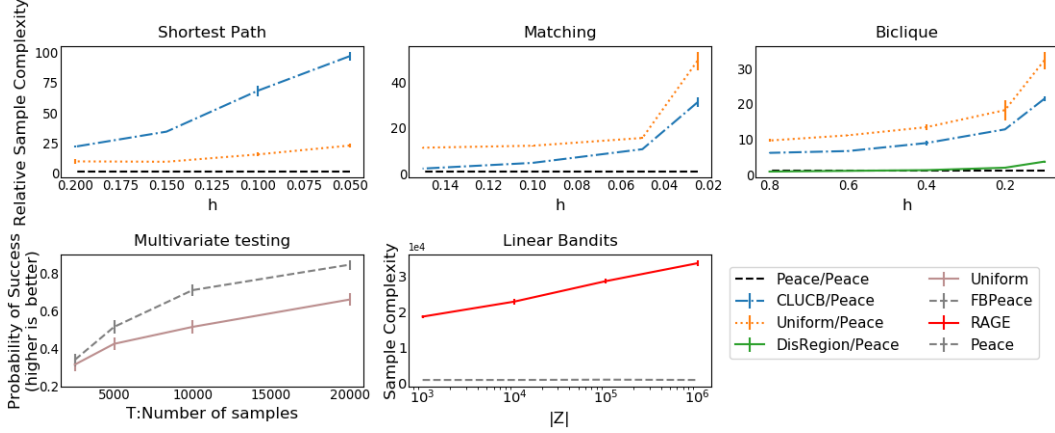 Shortest Path
Relative Sample Complexity
100
75
50
25
0
0.200 0.175 0.150 0.125 0.100 0.075 0.050
h
Matching
40
20
0
0.14 0.12 0.10 0.08 0.06 0.04 0.02
h
Biclique
30
20
10
0
0.8 0.6 0.4 0.2
h
Multivariate testing
Probability of Success
(higher is better)
0.8
0.6
0.4
0.2
5000 10000 15000 20000
T:Number of samples
Linear Bandits
1e4
Sample Complexity
3
2
1
0
10³ 10⁴ 10⁵ 10⁶
|Z|
Peace/Peace
CLUCB/Peace
Uniform/Peace
DisRegion/Peace
Uniform
FBPeace
RAGE
Peace